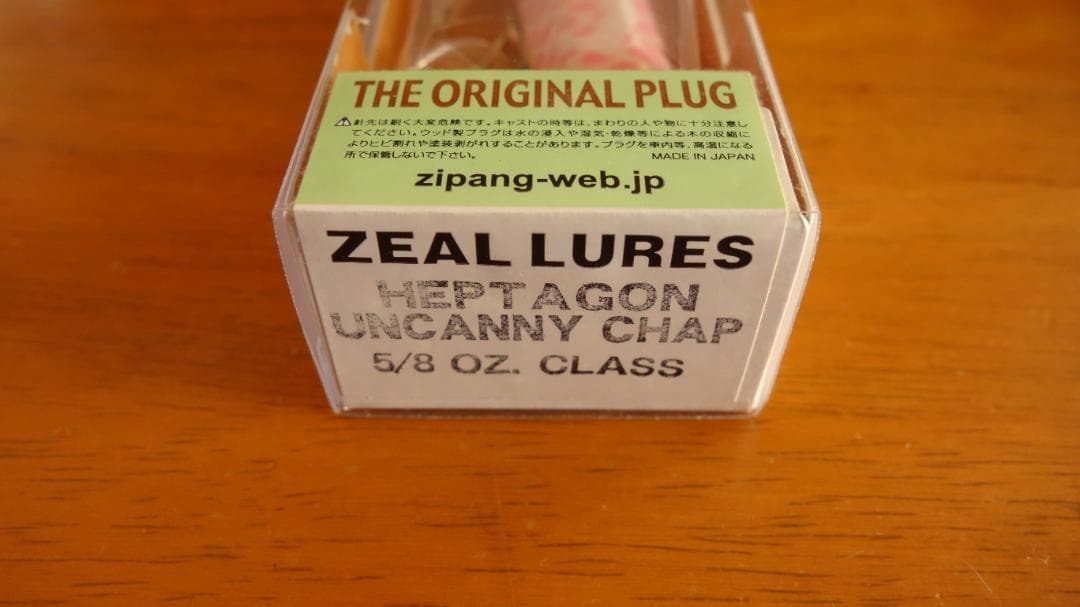 THE ORIGINAL PLUG
⚠針先は鋭く大変危険です。キャストの時等は、まわりの人や物に十分注意し
てください。ウッド製プラグは水の浸入や湿気・乾燥等による木の収縮に
よりヒビ割れや塗装剥がれすることがあります。プラグを車内等、高温になる
所で保管しないで下さい。 MADE IN JAPAN
zipang-web.jp
ZEAL LURES
HEPTAGON
UNCANNY CHAP
5/8 OZ. CLASS